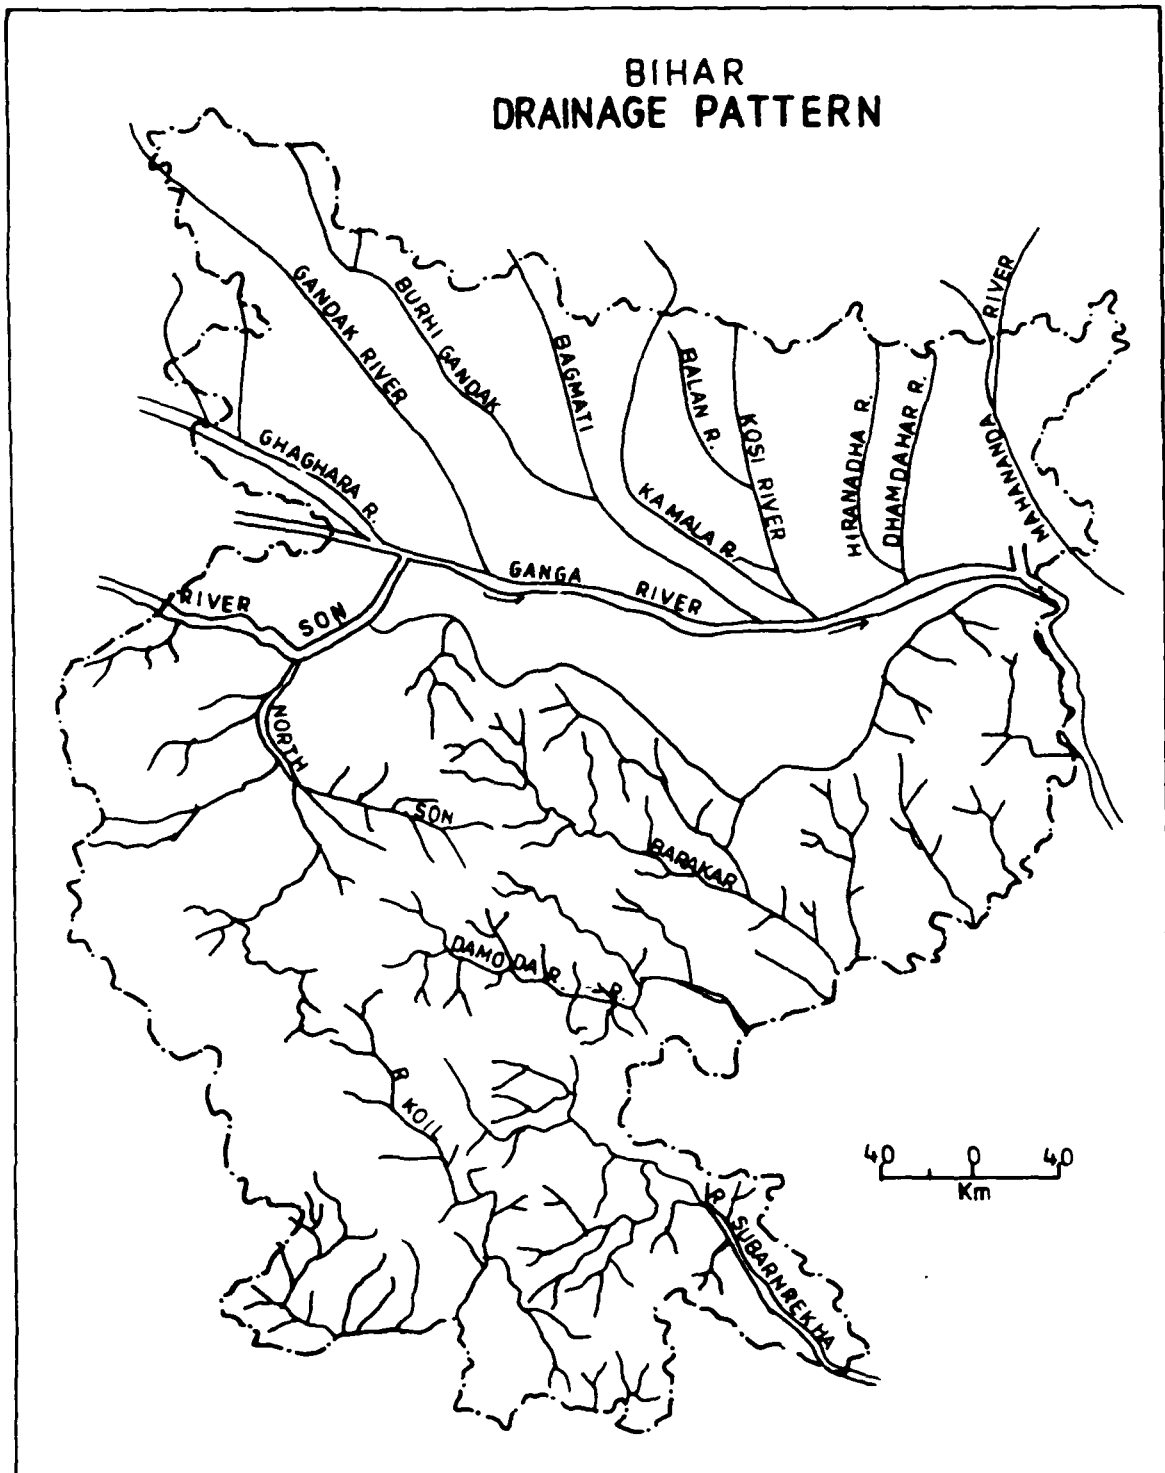 BIHAR
DRAINAGE PATTERN
GANDAK RIVER
BURHI GANDAK
BAGMATI
BALAN R.
KOSI RIVER
HIRANADHA R.
DHAMDAHAR R.
RIVER
MAHANANDA
GHAGHARA R.
KAMALA R.
GANGA
RIVER
RIVER
SON
NORTH
SON
BARAKAR
DAMODA R.
R.
R
KOIL
40 0 40
Km
R
SUBARNREKHA